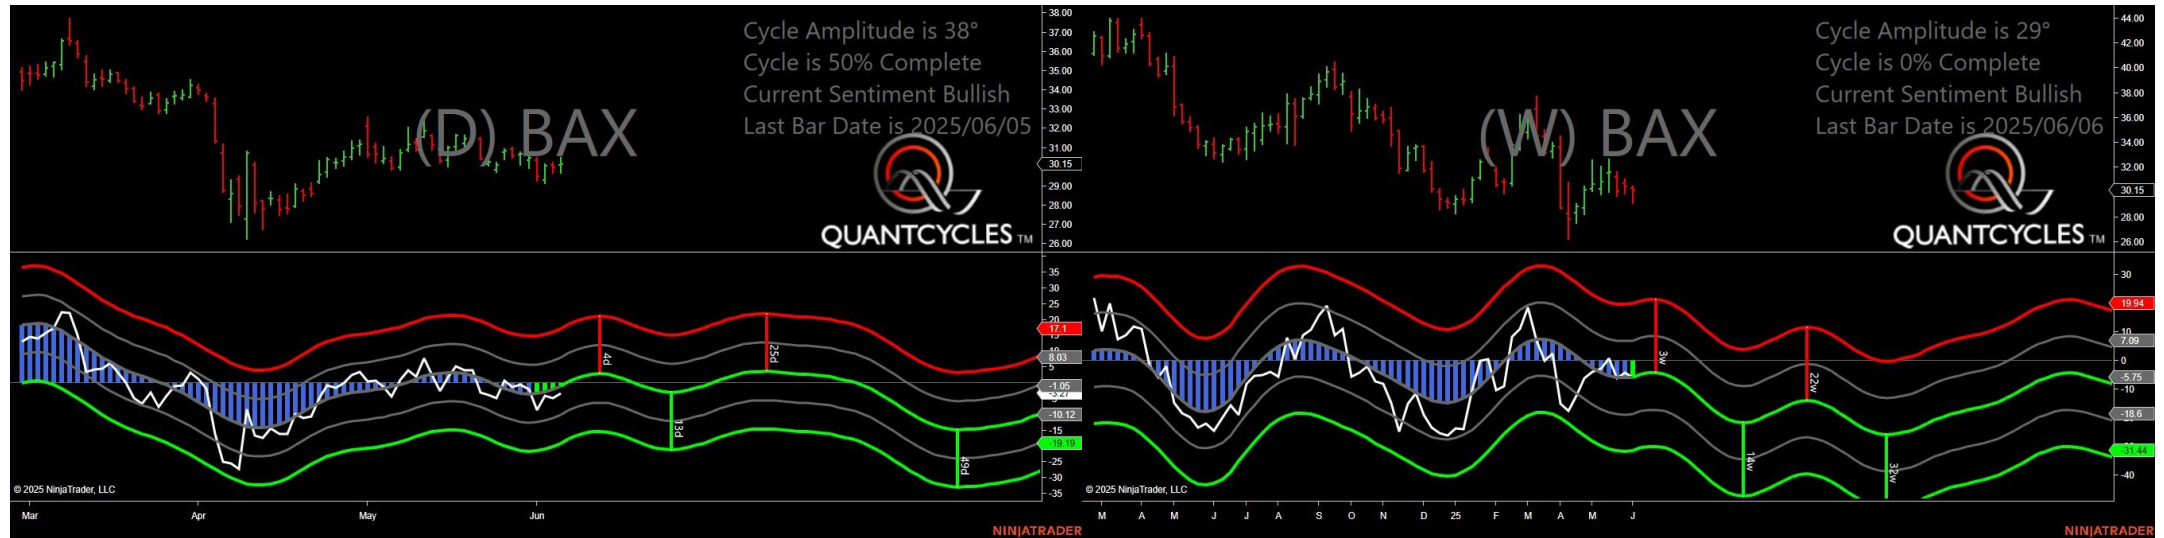 Cycle Amplitude is 38°
Cycle is 50% Complete
Current Sentiment Bullish
Last Bar Date is 2025/06/05
(D) BAX
QUANTCYCLES TM
38.00
37.00
36.00
35.00
34.00
33.00
32.00
31.00
30.15
29.00
28.00
27.00
26.00
35
30
25
20
17.1
8.03
5
-1.05
-10.12
-15
-19.19
-25
-30
-35
4d
25d
13d
49d
© 2025 NinjaTrader, LLC
Mar
Apr
May
Jun
NINJATRADER
Cycle Amplitude is 29°
Cycle is 0% Complete
Current Sentiment Bullish
Last Bar Date is 2025/06/06
(W) BAX
QUANTCYCLES TM
44.00
42.00
40.00
38.00
36.00
34.00
32.00
30.15
28.00
26.00
30
19.94
10
7.09
0
-5.75
-10
-18.6
-31.44
-40
3w
22w
14w
32w
© 2025 NinjaTrader, LLC
M A M J J A S O N D 25 F M A M J
NINJATRADER